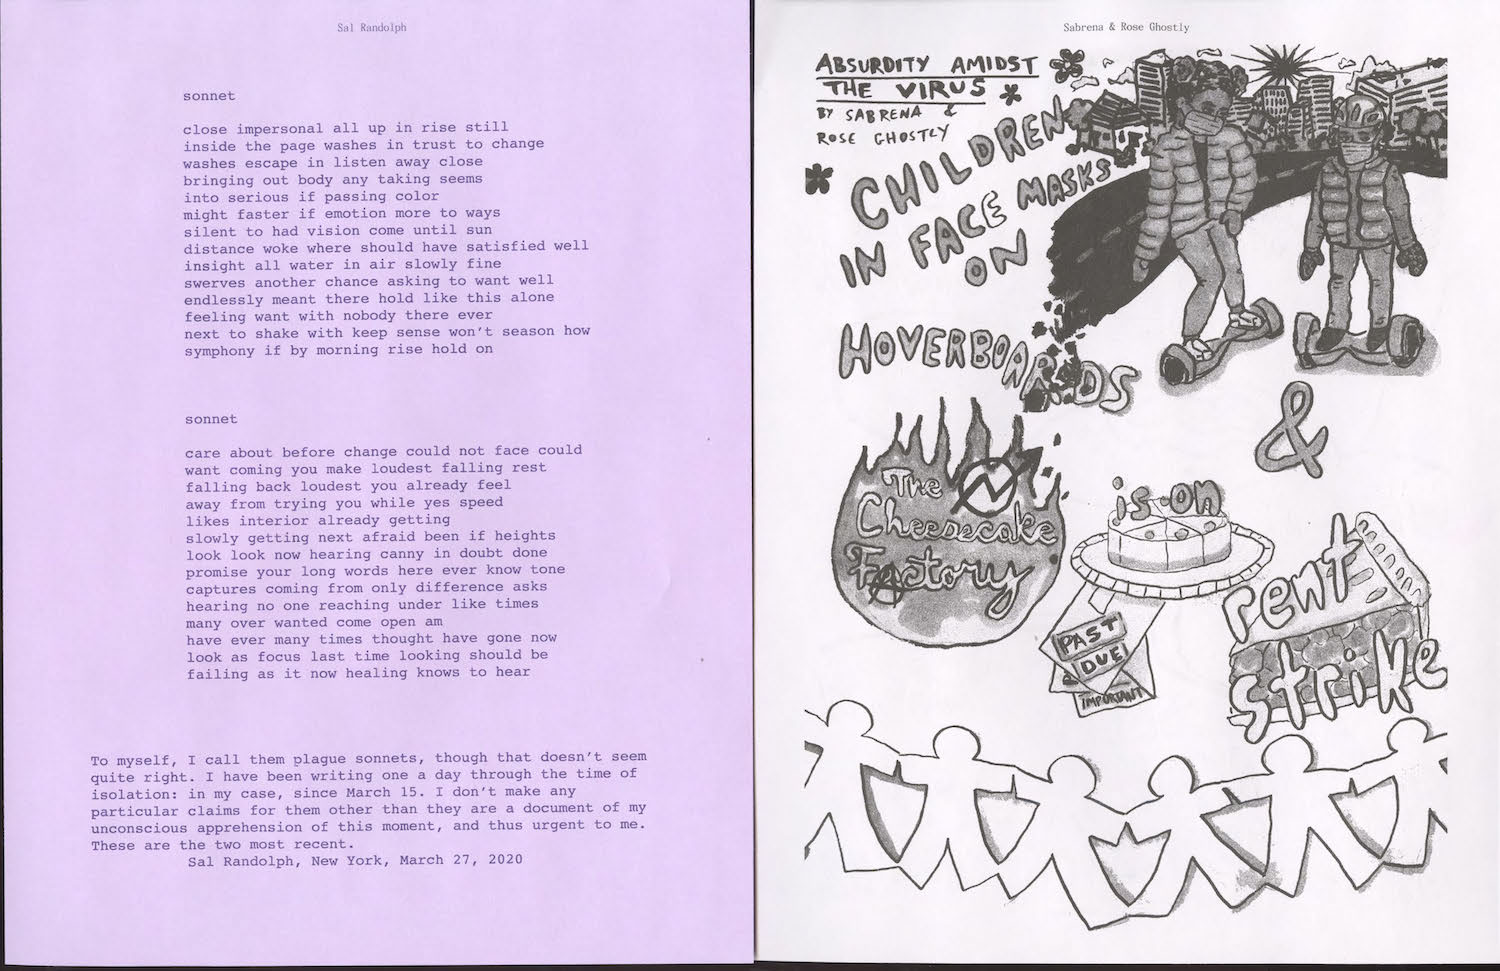 Sal Randolph
sonnet
close impersonal all up in rise still
inside the page washes in trust to change
washes escape in listen away close
bringing out body any taking seems
into serious if passing color
might faster if emotion more to ways
silent to had vision come until sun
distance woke where should have satisfied well
insight all water in air slowly fine
swerves another chance asking to want well
endlessly meant there hold like this alone
feeling want with nobody there ever
next to shake with keep sense won't season how
symphony if by morning rise hold on
sonnet
care about before change could not face could
want coming you make loudest falling rest
falling back loudest you already feel
away from trying you while yes speed
likes interior already getting
slowly getting next afraid been if heights
look look now hearing canny in doubt done
promise your long words here ever know tone
captures coming from only difference asks
hearing no one reaching under like times
many over wanted come open am
have ever many times thought have gone now
look as focus last time looking should be
failing as it now healing knows to hear
To myself, I call them plague sonnets, though that doesn't seem
quite right. I have been writing one a day through the time of
isolation: in my case, since March 15. I don't make any
particular claims for them other than they are a document of my
unconscious apprehension of this moment, and thus urgent to me.
These are the two most recent.
Sal Randolph, New York, March 27, 2020
Sabrena & Rose Ghostly
ABSURDITY AMIDST
THE VIRUS
BY SABRENA &
ROSE GHOSTLY
CHILDREN
IN FACE MASKS
ON
HOVERBOARDS
&
The
Cheesecake
Factory
is on
rent
strike
PAST
DUE
IMPORTANT